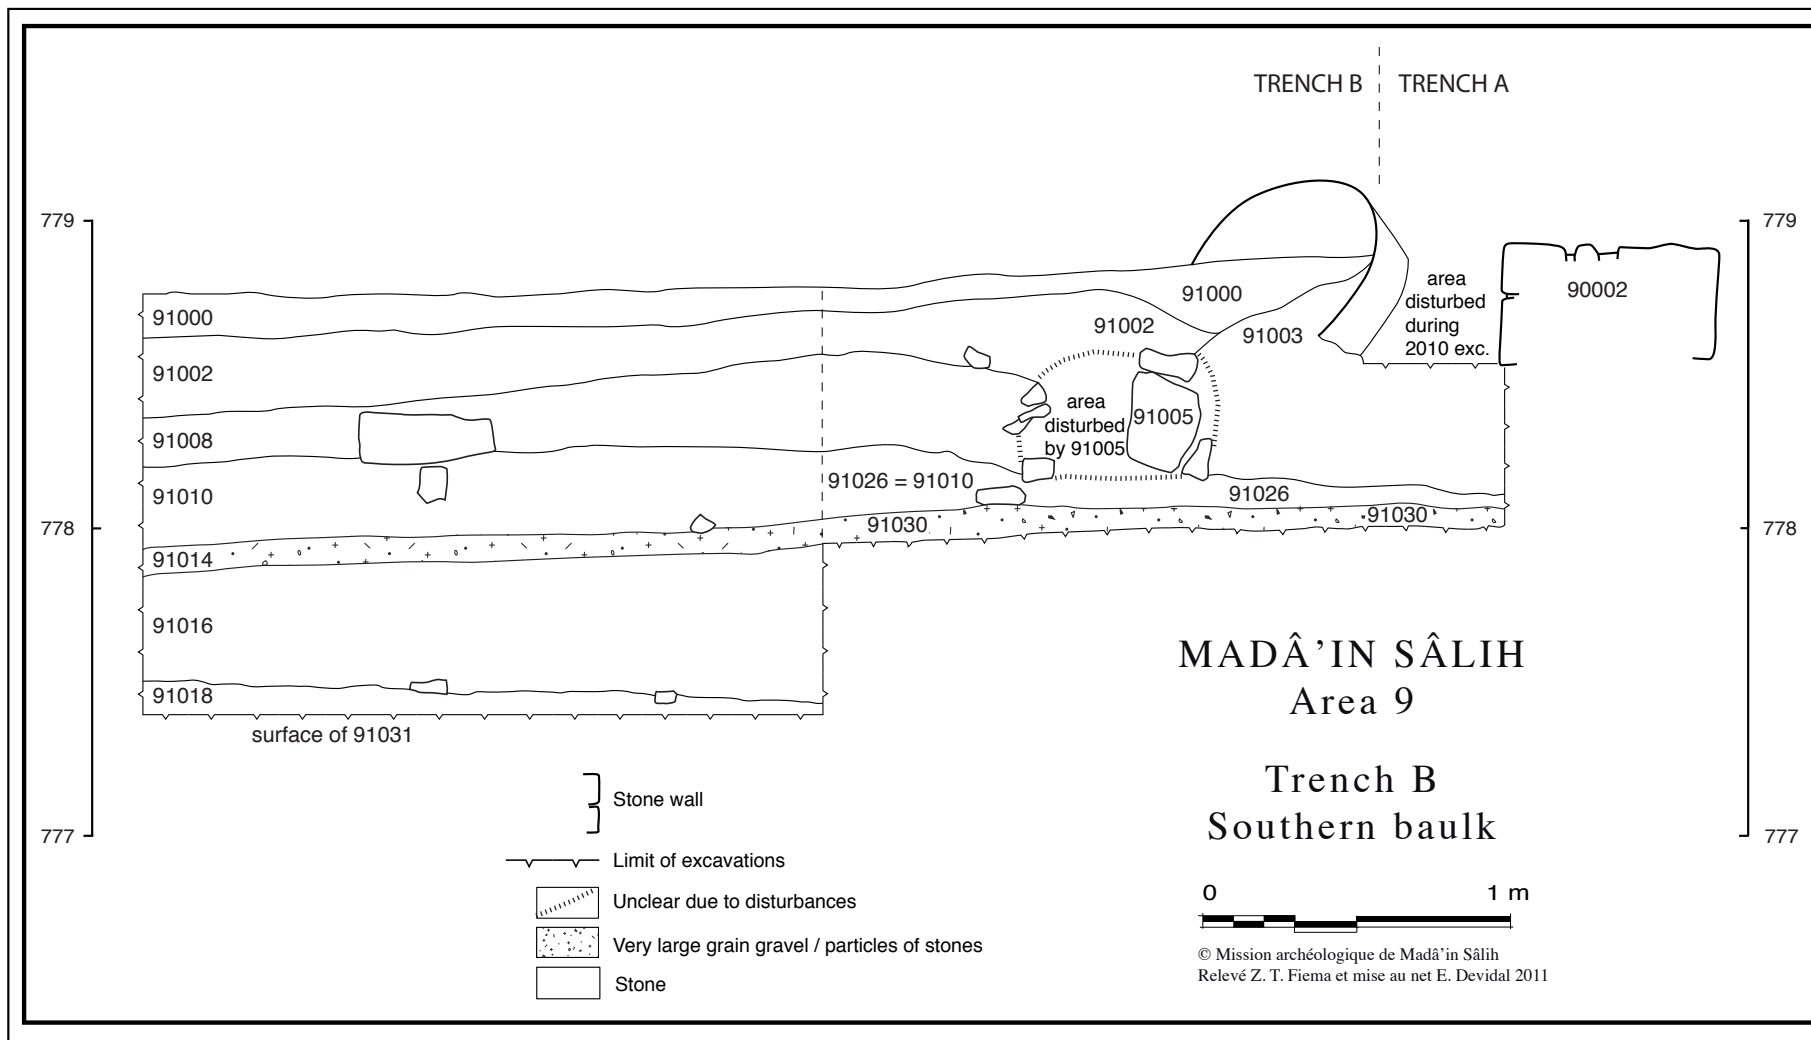 TRENCH B
TRENCH A
779
779
91000
91000
area
disturbed
during
2010 exc.
90002
91002
91003
91002
91008
area
disturbed
by 91005
91005
91010
91026 = 91010
91026
778
91030
91030
778
91014
91016
91018
surface of 91031
MADÂ’IN SÂLIH
Area 9
Trench B
Southern baulk
777
777
Stone wall
Limit of excavations
Unclear due to disturbances
Very large grain gravel / particles of stones
Stone
0 1 m
© Mission archéologique de Madâ’in Sâlih
Relevé Z. T. Fiema et mise au net E. Devidal 2011